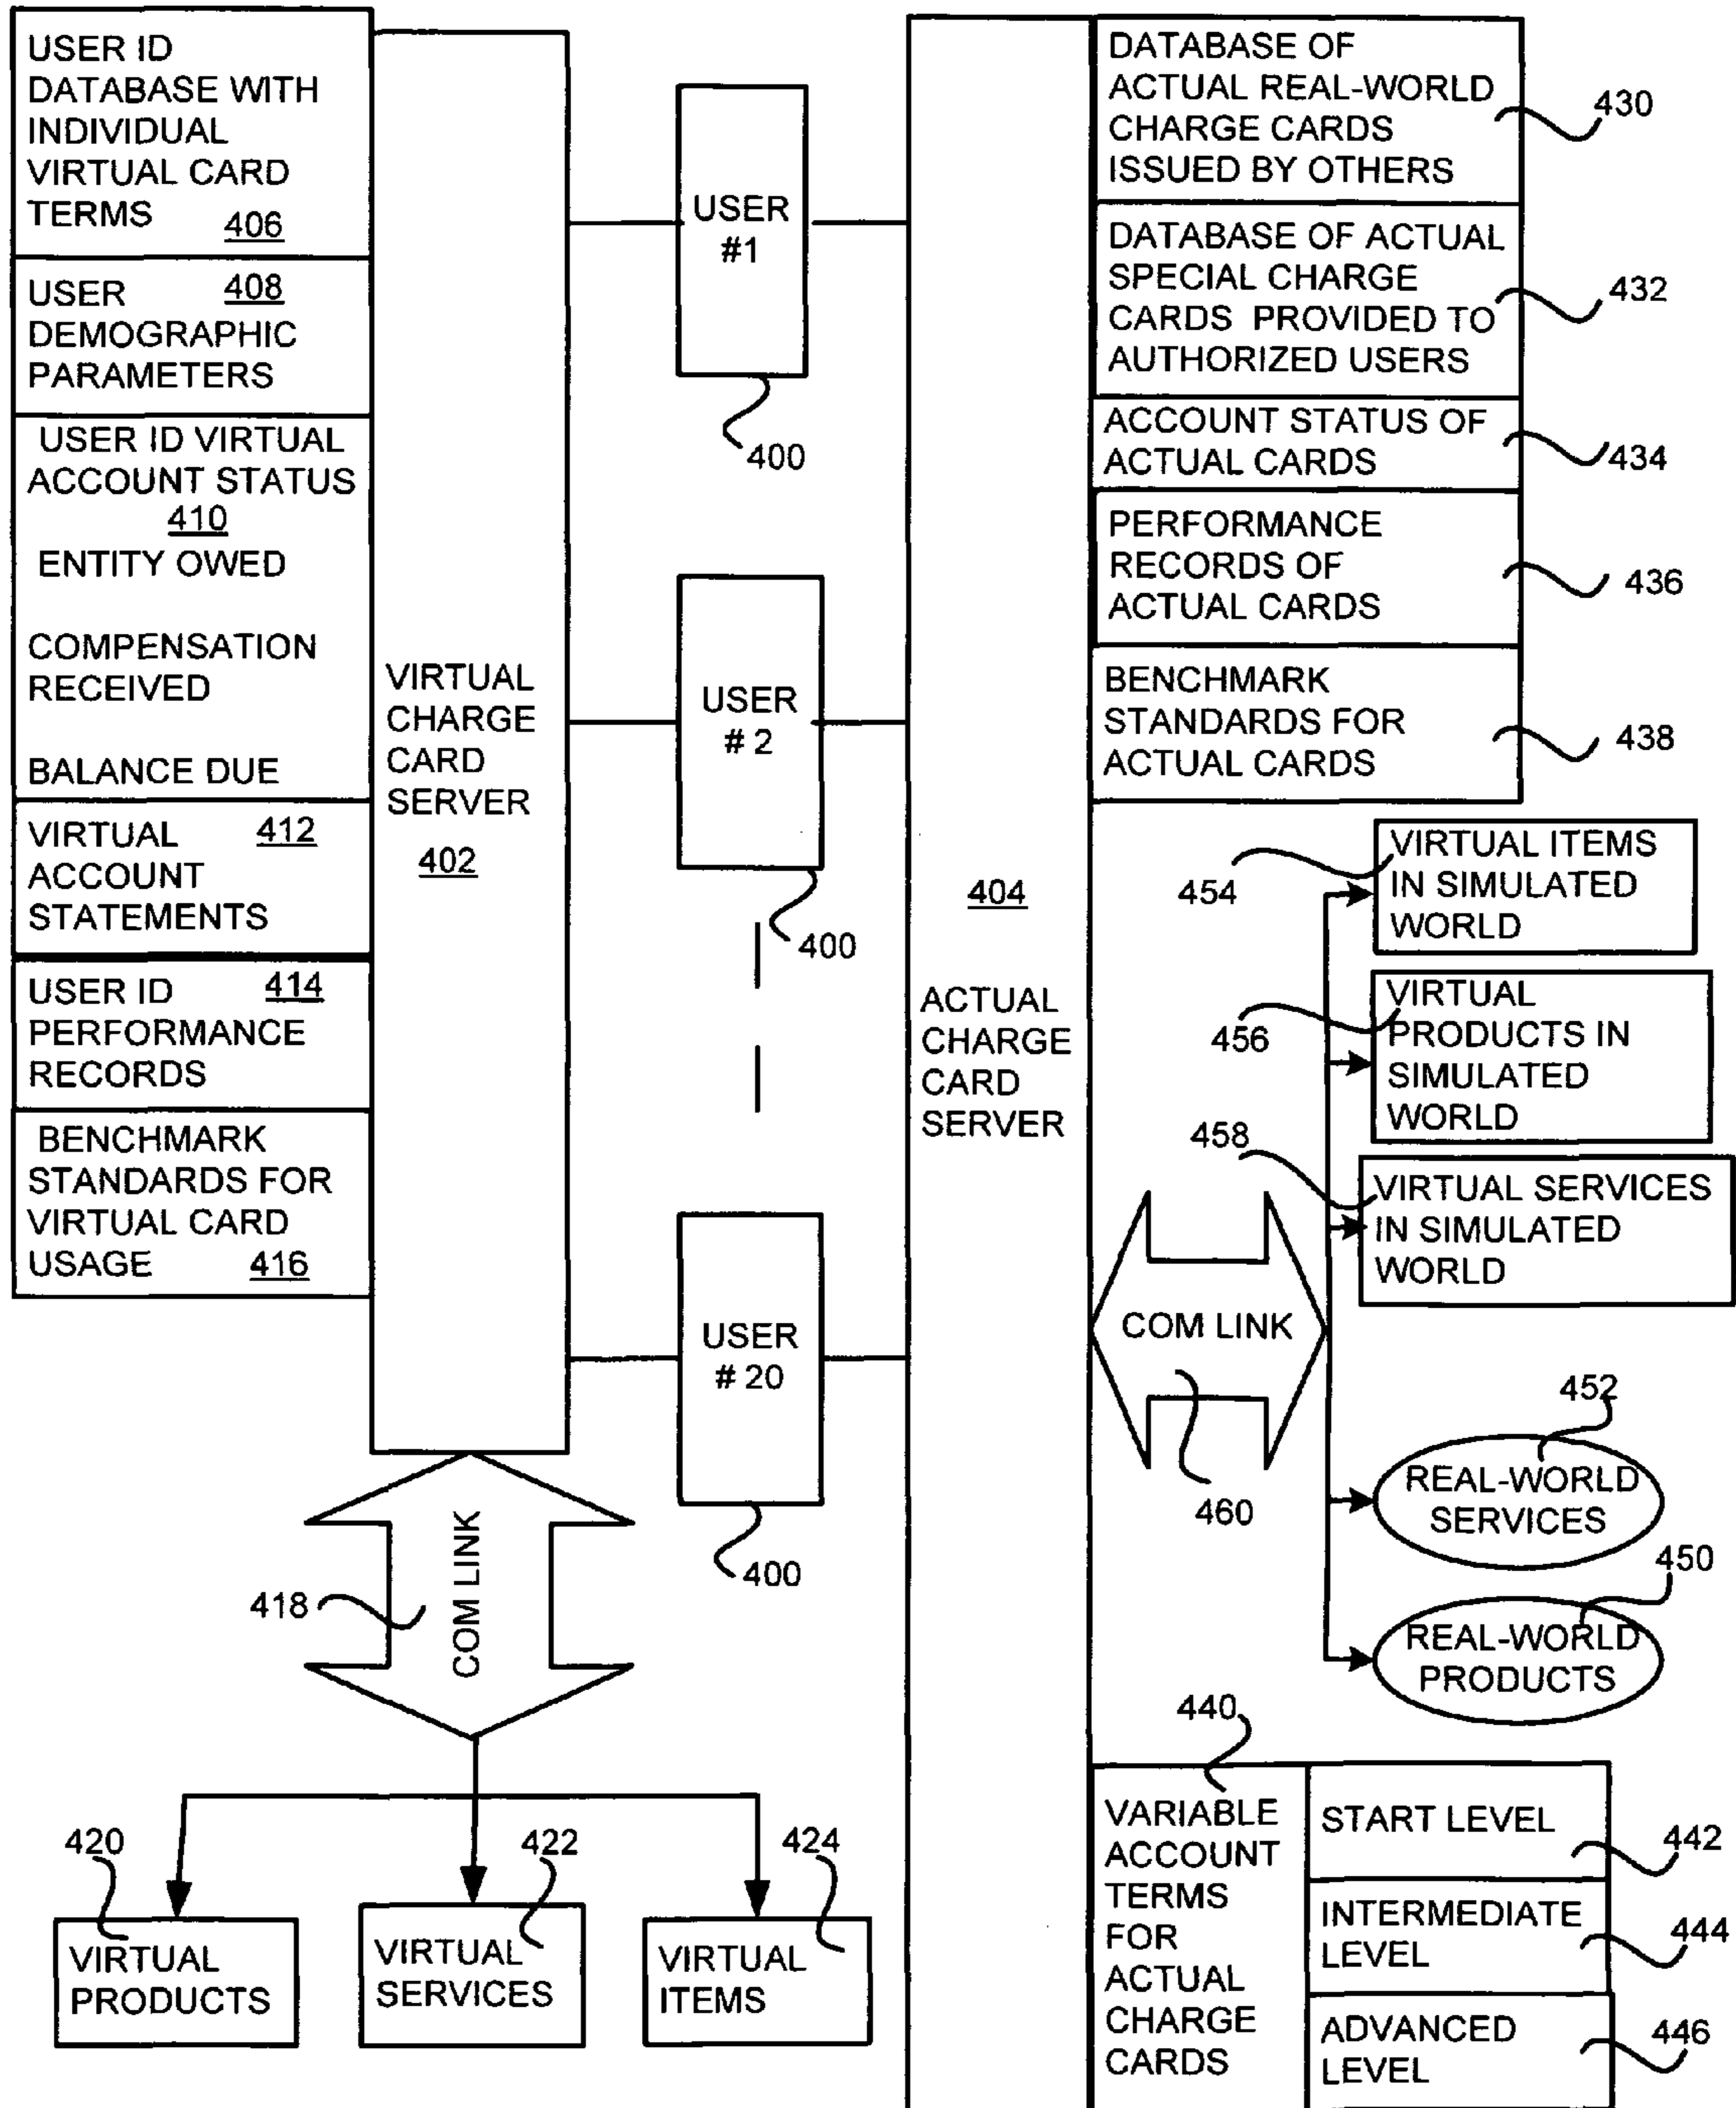 USER ID
DATABASE WITH
INDIVIDUAL
VIRTUAL CARD
TERMS 406
USER 408
DEMOGRAPHIC
PARAMETERS
USER ID VIRTUAL
ACCOUNT STATUS
410
ENTITY OWED
COMPENSATION
RECEIVED
BALANCE DUE
VIRTUAL 412
ACCOUNT
STATEMENTS
USER ID 414
PERFORMANCE
RECORDS
BENCHMARK
STANDARDS FOR
VIRTUAL CARD
USAGE 416
VIRTUAL
CHARGE
CARD
SERVER
402
USER
#1
400
USER
# 2
400
USER
# 20
400
COM LINK
418
420
422
424
VIRTUAL
PRODUCTS
VIRTUAL
SERVICES
VIRTUAL
ITEMS
404
ACTUAL
CHARGE
CARD
SERVER
DATABASE OF
ACTUAL REAL-WORLD
CHARGE CARDS
ISSUED BY OTHERS
430
DATABASE OF ACTUAL
SPECIAL CHARGE
CARDS PROVIDED TO
AUTHORIZED USERS
432
ACCOUNT STATUS OF
ACTUAL CARDS
434
PERFORMANCE
RECORDS OF
ACTUAL CARDS
436
BENCHMARK
STANDARDS FOR
ACTUAL CARDS
438
VIRTUAL ITEMS
IN SIMULATED
WORLD
454
VIRTUAL
PRODUCTS IN
SIMULATED
WORLD
456
458
VIRTUAL SERVICES
IN SIMULATED
WORLD
COM LINK
460
452
REAL-WORLD
SERVICES
450
REAL-WORLD
PRODUCTS
440
VARIABLE
ACCOUNT
TERMS
FOR
ACTUAL
CHARGE
CARDS
START LEVEL
442
INTERMEDIATE
LEVEL
444
ADVANCED
LEVEL
446